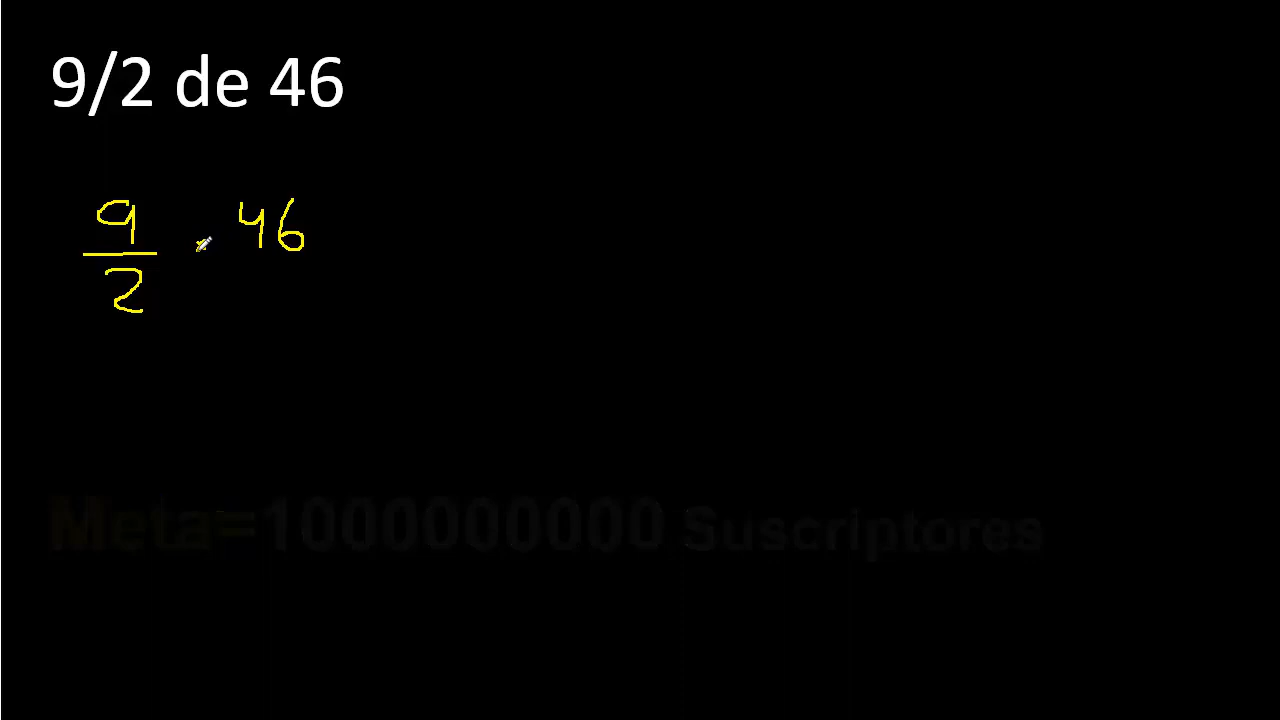 9/2 de 46
9/2 · 46
Meta=1000000000 Suscriptores